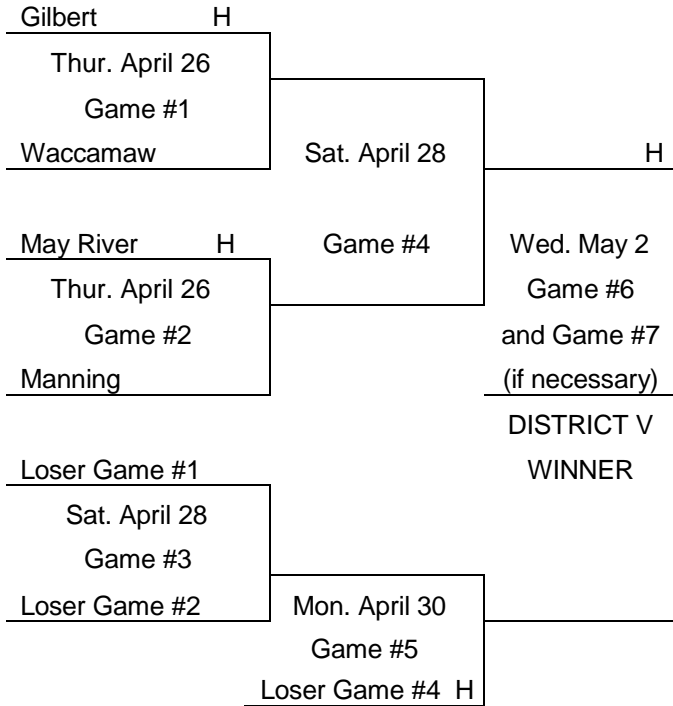 Gilbert H
Thur. April 26
Game #1
Waccamaw
Sat. April 28
H
May River H
Game #4
Wed. May 2
Thur. April 26
Game #6
Game #2
and Game #7
Manning
(if necessary)
DISTRICT V
Loser Game #1
WINNER
Sat. April 28
Game #3
Loser Game #2
Mon. April 30
Game #5
Loser Game #4 H